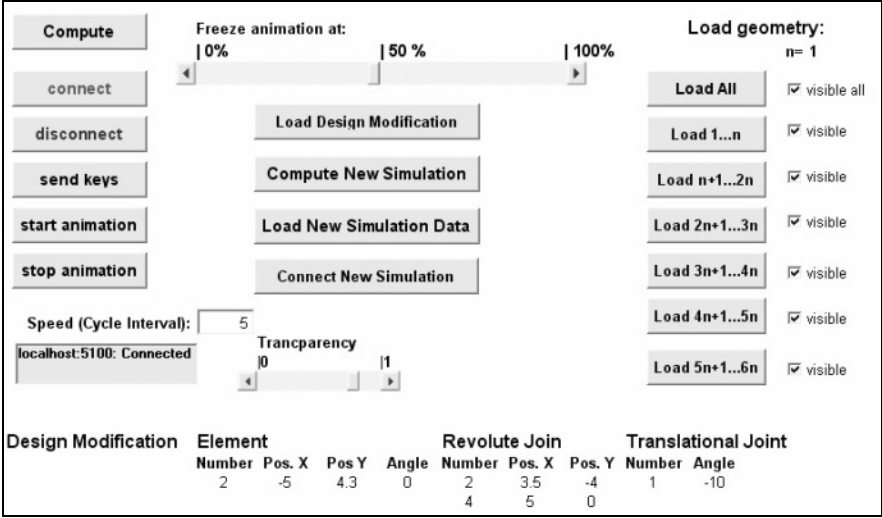 Compute
Freeze animation at:
|0% |50 % |100%
Load geometry:
n= 1
connect
Load All visible all
Load Design Modification
disconnect
Load 1...n visible
send keys
Compute New Simulation
Load n+1...2n visible
start animation
Load New Simulation Data
Load 2n+1...3n visible
stop animation
Connect New Simulation
Load 3n+1...4n visible
Speed (Cycle Interval): 5
Load 4n+1...5n visible
localhost:5100: Connected
Trancparency
|0 |1
Load 5n+1...6n visible
Design Modification Element Revolute Join Translational Joint
Number Pos. X Pos Y Angle Number Pos. X Pos. Y Number Angle
2 -5 4.3 0 2 3.5 -4 1 -10
4 5 0